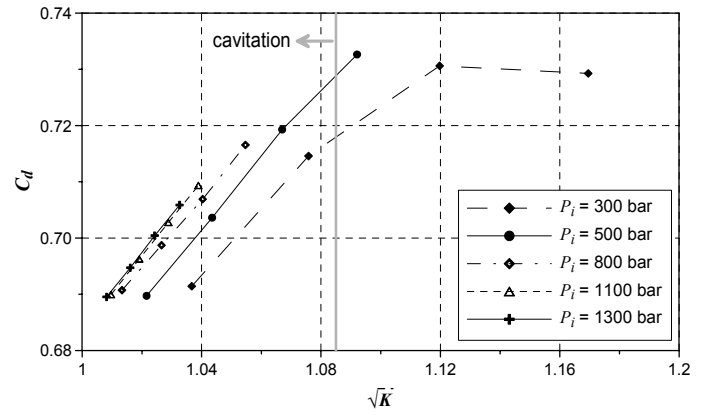 0.74
cavitation
0.72
C_d
0.70
P_i = 300 bar
P_i = 500 bar
P_i = 800 bar
P_i = 1100 bar
P_i = 1300 bar
0.68
1 1.04 1.08 1.12 1.16 1.2
√K